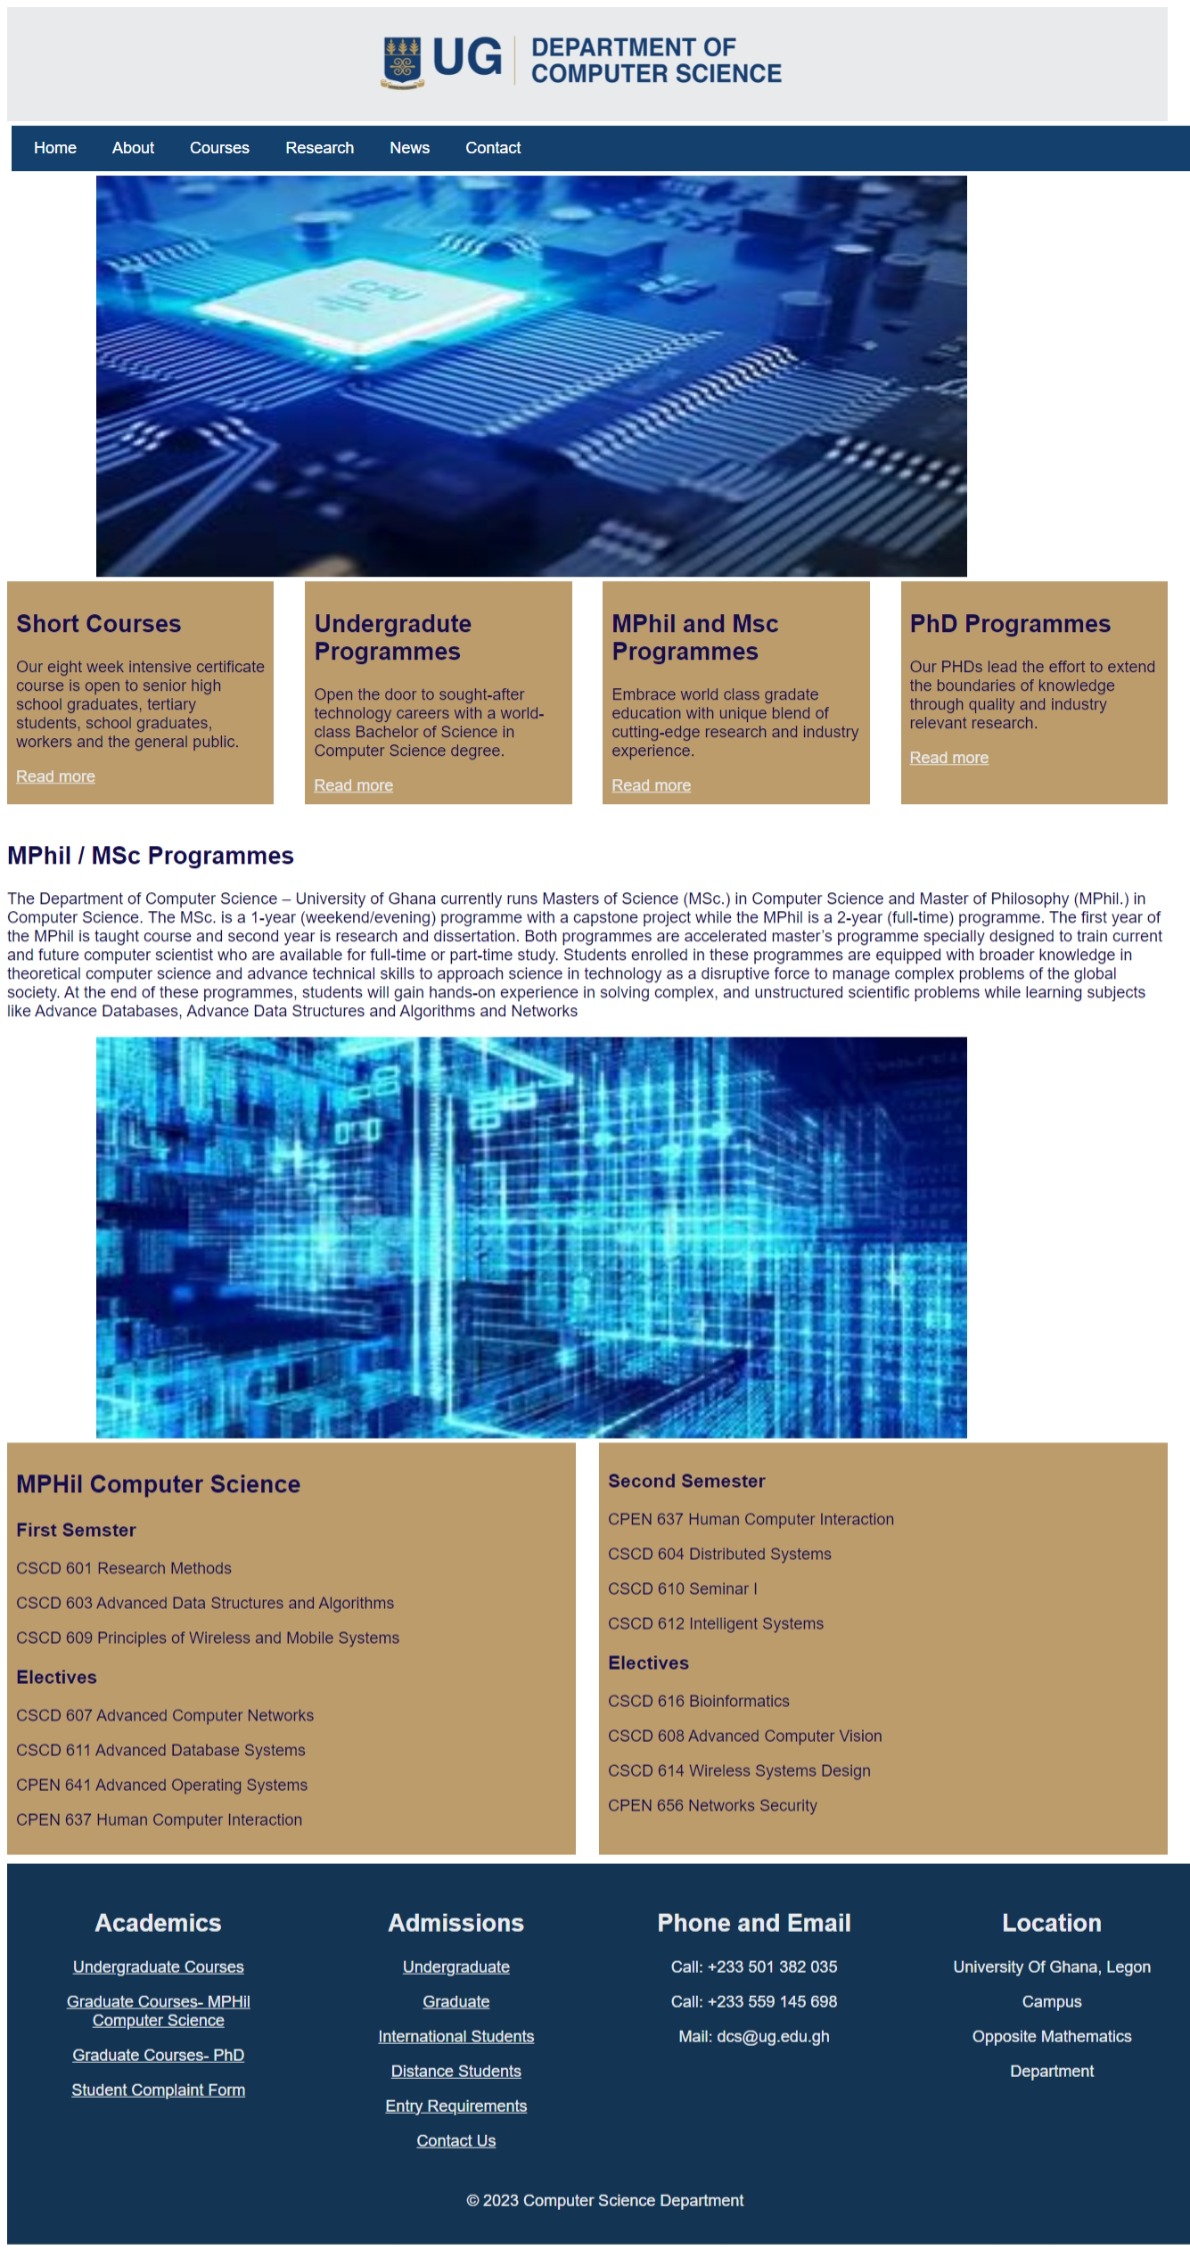 UG
DEPARTMENT OF
COMPUTER SCIENCE
Home About Courses Research News Contact
CPU
Short Courses
Our eight week intensive certificate
course is open to senior high
school graduates, tertiary
students, school graduates,
workers and the general public.
Read more
Undergradute
Programmes
Open the door to sought-after
technology careers with a world-
class Bachelor of Science in
Computer Science degree.
Read more
MPhil and Msc
Programmes
Embrace world class gradate
education with unique blend of
cutting-edge research and industry
experience.
Read more
PhD Programmes
Our PHDs lead the effort to extend
the boundaries of knowledge
through quality and industry
relevant research.
Read more
MPhil / MSc Programmes
The Department of Computer Science – University of Ghana currently runs Masters of Science (MSc.) in Computer Science and Master of Philosophy (MPhil.) in
Computer Science. The MSc. is a 1-year (weekend/evening) programme with a capstone project while the MPhil is a 2-year (full-time) programme. The first year of
the MPhil is taught course and second year is research and dissertation. Both programmes are accelerated master’s programme specially designed to train current
and future computer scientist who are available for full-time or part-time study. Students enrolled in these programmes are equipped with broader knowledge in
theoretical computer science and advance technical skills to approach science in technology as a disruptive force to manage complex problems of the global
society. At the end of these programmes, students will gain hands-on experience in solving complex, and unstructured scientific problems while learning subjects
like Advance Databases, Advance Data Structures and Algorithms and Networks
MPHil Computer Science
First Semster
CSCD 601 Research Methods
CSCD 603 Advanced Data Structures and Algorithms
CSCD 609 Principles of Wireless and Mobile Systems
Electives
CSCD 607 Advanced Computer Networks
CSCD 611 Advanced Database Systems
CPEN 641 Advanced Operating Systems
CPEN 637 Human Computer Interaction
Second Semester
CPEN 637 Human Computer Interaction
CSCD 604 Distributed Systems
CSCD 610 Seminar I
CSCD 612 Intelligent Systems
Electives
CSCD 616 Bioinformatics
CSCD 608 Advanced Computer Vision
CSCD 614 Wireless Systems Design
CPEN 656 Networks Security
Academics
Undergraduate Courses
Graduate Courses- MPHil
Computer Science
Graduate Courses- PhD
Student Complaint Form
Admissions
Undergraduate
Graduate
International Students
Distance Students
Entry Requirements
Contact Us
Phone and Email
Call: +233 501 382 035
Call: +233 559 145 698
Mail: dcs@ug.edu.gh
Location
University Of Ghana, Legon
Campus
Opposite Mathematics
Department
© 2023 Computer Science Department